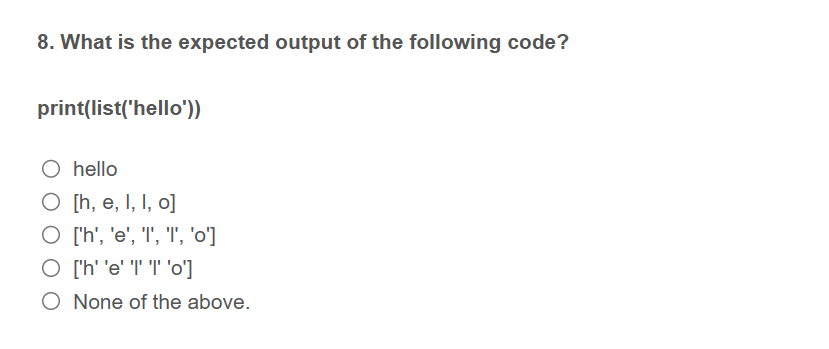 8. What is the expected output of the following code?
print(list('hello'))
hello
[h, e, l, l, o]
['h', 'e', 'l', 'l', 'o']
['h' 'e' 'l' 'l' 'o']
None of the above.